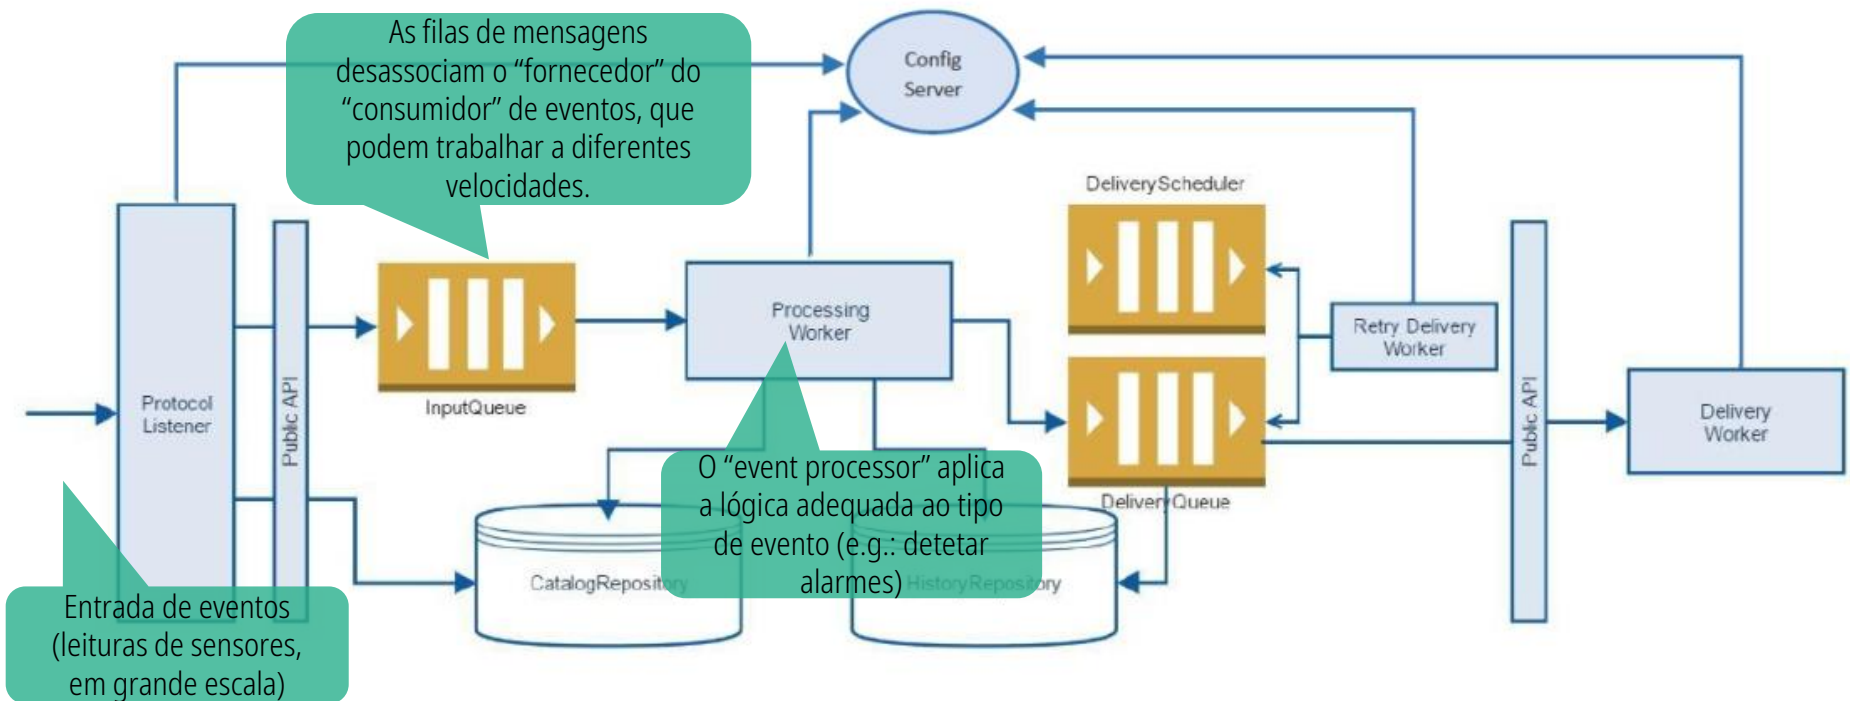 As filas de mensagens
desassociam o “fornecedor” do
“consumidor” de eventos, que
podem trabalhar a diferentes
velocidades.
Config
Server
DeliveryScheduler
Processing
Worker
Retry Delivery
Worker
InputQueue
Protocol
Listener
Public API
Public API
Delivery
Worker
DeliveryQueue
O “event processor” aplica
a lógica adequada ao tipo
de evento (e.g.: detetar
alarmes)
CatalogRepository
HistoryRepository
Entrada de eventos
(leituras de sensores,
em grande escala)